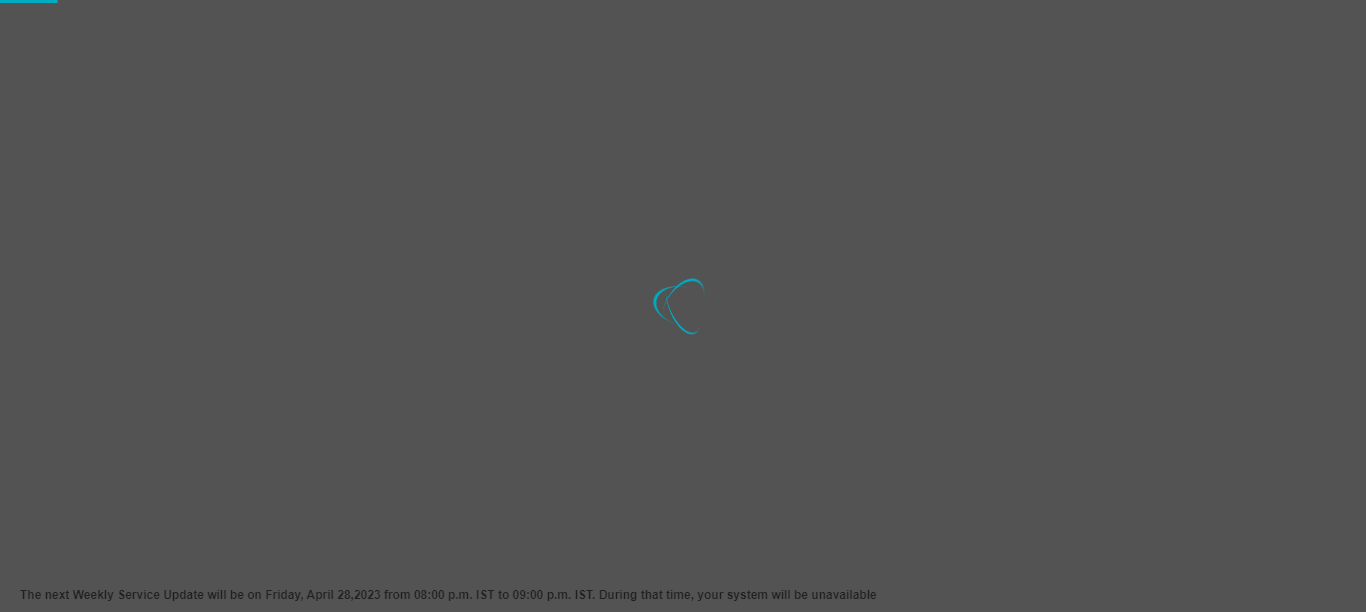 The next Weekly Service Update will be on Friday, April 28,2023 from 08:00 p.m. IST to 09:00 p.m. IST. During that time, your system will be unavailable